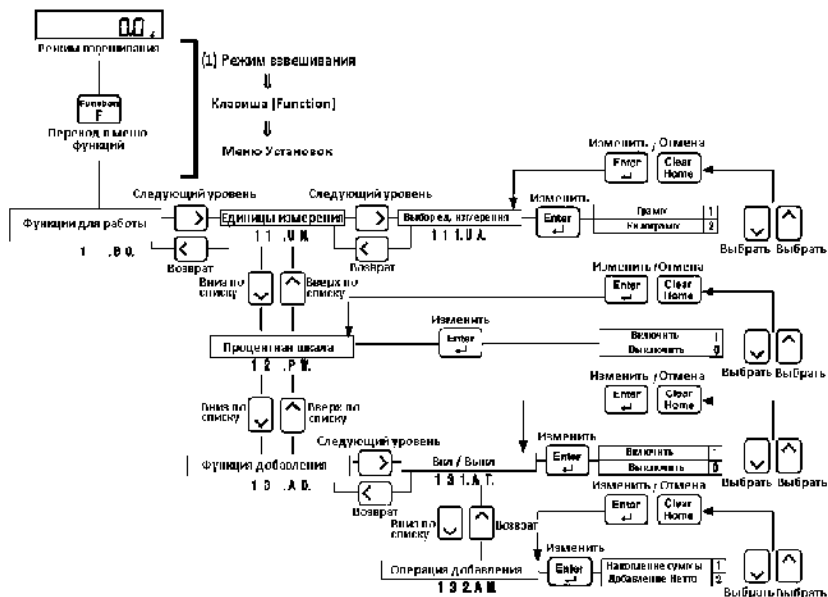 0.0
Режим взвешивания
(1) Режим взвешивания
⇓
Клавиша [Function]
⇓
Меню Установок
Function
F
Переход в меню
функций
Изменить / Отмена
Enter
Clear
Home
Следующий уровень
Следующий уровень
Изменить
Функции для работы
Единицы измерения
Выбор ед. измерения
Enter
Грамм 1
Килограмм 2
1 .B 0.
1 1 .U N.
1 1 1.U A.
Возврат
Возврат
Выбрать Выбрать
Вниз по
списку
Вверх по
списку
Изменить /Отмена
Enter
Clear
Home
Изменить
Процентная шкала
Enter
Включить 1
Выключить 0
1 2 .P W.
Выбрать Выбрать
Вниз по
списку
Вверх по
списку
Изменить /Отмена
Enter
Clear
Home
Следующий уровень
Изменить
Функция добавления
Вкл / Выкл
Enter
Включить
Выключить 0
1 3 .A D.
1 3 1.A.T.
Возврат
Выбрать Выбрать
Вниз по
списку
Возврат
Изменить / Отмена
Enter
Clear
Home
Изменить
Операция добавления
Enter
Накопление суммы 1
Добавление Нетто 2
1 3 2.A M.
Выбрать Выбрать